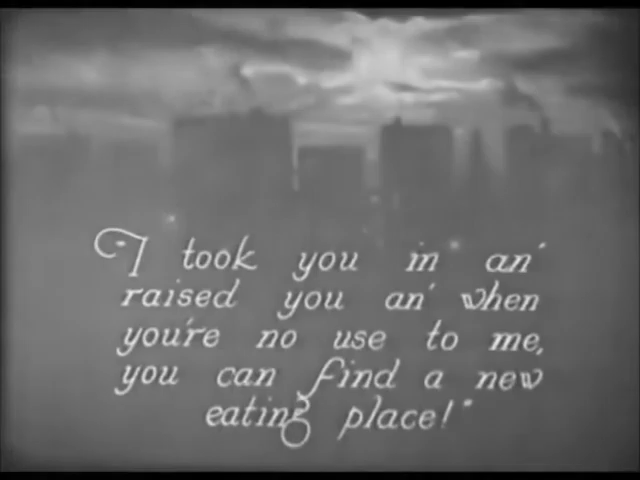 "I took you in an'
raised you an' when
you're no use to me,
you can find a new
eating place!"